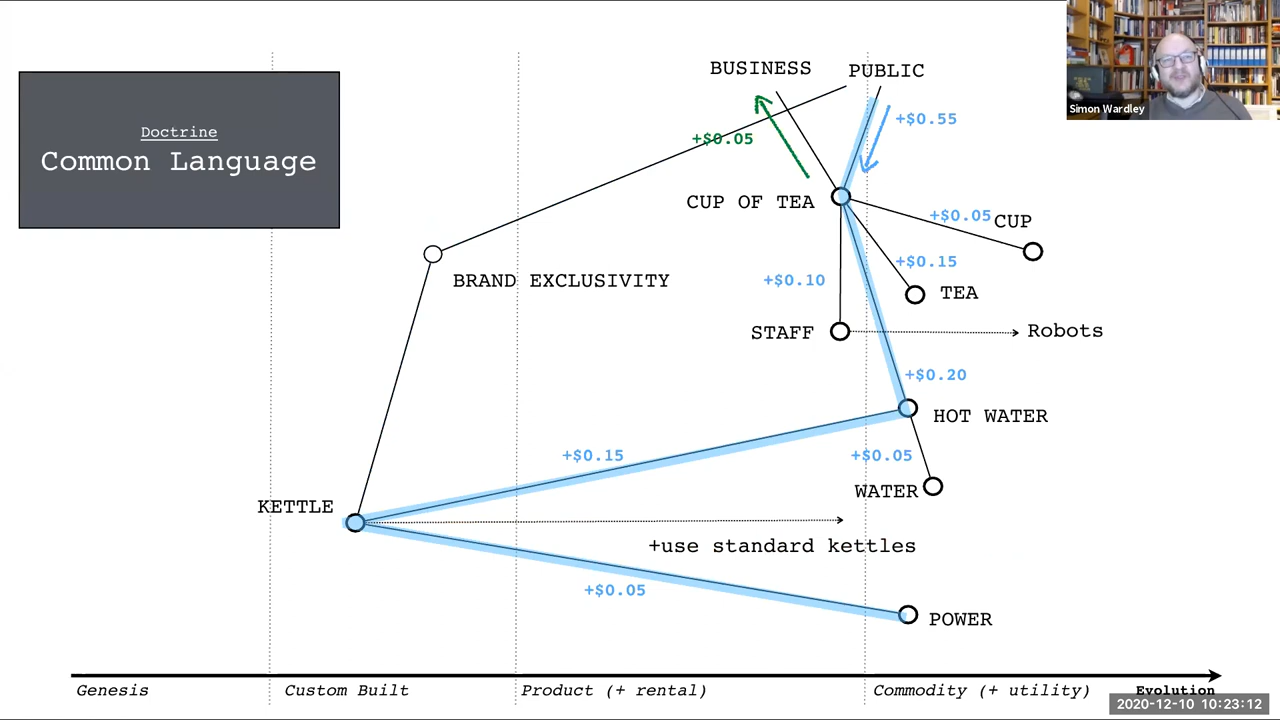 Doctrine
Common Language
BUSINESS
PUBLIC
+$0.55
+$0.05
CUP OF TEA
+$0.05
CUP
+$0.15
TEA
+$0.10
BRAND EXCLUSIVITY
STAFF
Robots
+$0.20
HOT WATER
+$0.15
+$0.05
WATER
KETTLE
+use standard kettles
+$0.05
POWER
Genesis
Custom Built
Product (+ rental)
Commodity (+ utility)
Evolution
Simon Wardley
2020-12-10 10:23:12